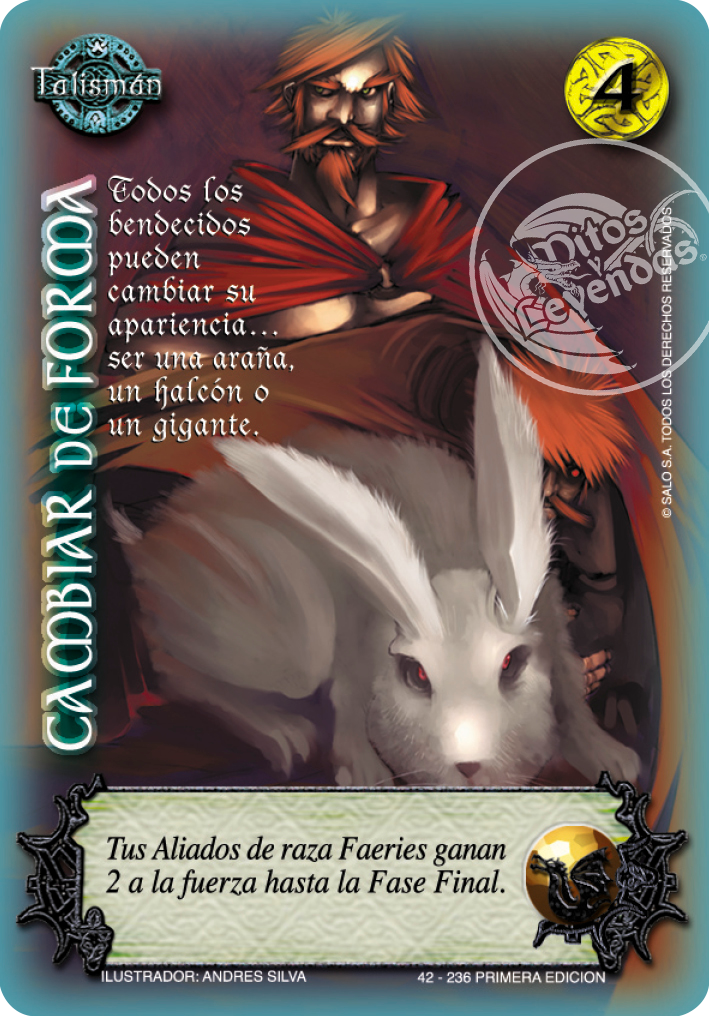 Talismán
4
CAMBIAR DE FORMA
Todos los
bendecidos
pueden
cambiar su
apariencia...
ser una araña,
un halcón o
un gigante.
Mitos
y
Leyendas®
© SALO S.A. TODOS LOS DERECHOS RESERVADOS
Tus Aliados de raza Faeries ganan
2 a la fuerza hasta la Fase Final.
ILUSTRADOR: ANDRES SILVA
42 - 236 PRIMERA EDICION